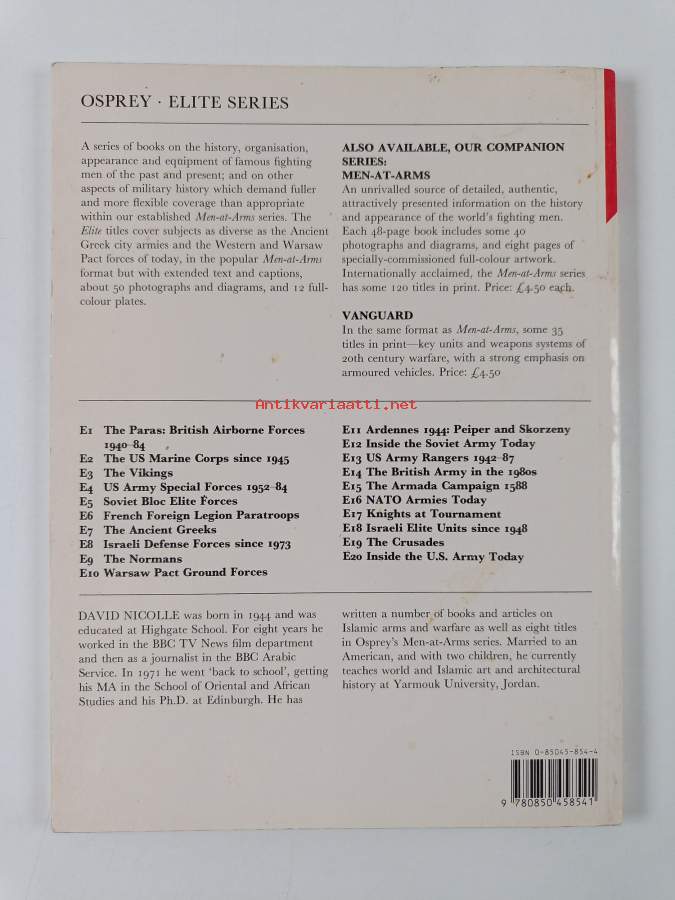 OSPREY · ELITE SERIES
A series of books on the history, organisation,
appearance and equipment of famous fighting
men of the past and present; and on other
aspects of military history which demand fuller
and more flexible coverage than appropriate
within our established Men-at-Arms series. The
Elite titles cover subjects as diverse as the Ancient
Greek city armies and the Western and Warsaw
Pact forces of today, in the popular Men-at-Arms
format but with extended text and captions,
about 50 photographs and diagrams, and 12 full-
colour plates.
ALSO AVAILABLE, OUR COMPANION
SERIES:
MEN-AT-ARMS
An unrivalled source of detailed, authentic,
attractively presented information on the history
and appearance of the world's fighting men.
Each 48-page book includes some 40
photographs and diagrams, and eight pages of
specially-commissioned full-colour artwork.
Internationally acclaimed, the Men-at-Arms series
has some 120 titles in print. Price: £4.50 each.
VANGUARD
In the same format as Men-at-Arms, some 35
titles in print—key units and weapons systems of
20th century warfare, with a strong emphasis on
armoured vehicles. Price: £4.50
Antikvariaatti.net
E1 The Paras: British Airborne Forces
1940–84
E2 The US Marine Corps since 1945
E3 The Vikings
E4 US Army Special Forces 1952–84
E5 Soviet Bloc Elite Forces
E6 French Foreign Legion Paratroops
E7 The Ancient Greeks
E8 Israeli Defense Forces since 1973
E9 The Normans
E10 Warsaw Pact Ground Forces
E11 Ardennes 1944: Peiper and Skorzeny
E12 Inside the Soviet Army Today
E13 US Army Rangers 1942–87
E14 The British Army in the 1980s
E15 The Armada Campaign 1588
E16 NATO Armies Today
E17 Knights at Tournament
E18 Israeli Elite Units since 1948
E19 The Crusades
E20 Inside the U.S. Army Today
DAVID NICOLLE was born in 1944 and was
educated at Highgate School. For eight years he
worked in the BBC TV News film department
and then as a journalist in the BBC Arabic
Service. In 1971 he went 'back to school', getting
his MA in the School of Oriental and African
Studies and his Ph.D. at Edinburgh. He has
written a number of books and articles on
Islamic arms and warfare as well as eight titles
in Osprey's Men-at-Arms series. Married to an
American, and with two children, he currently
teaches world and Islamic art and architectural
history at Yarmouk University, Jordan.
ISBN 0-85045-854-4
9 780850 458541